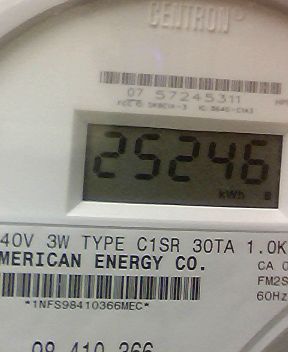 CENTRON®
07 57245311
25246
kWh
40V 3W TYPE C1SR 30TA 1.0K
MERICAN ENERGY CO.
CA 0
FM2S
60Hz
*1NFS98410366MEC*
98 410 366